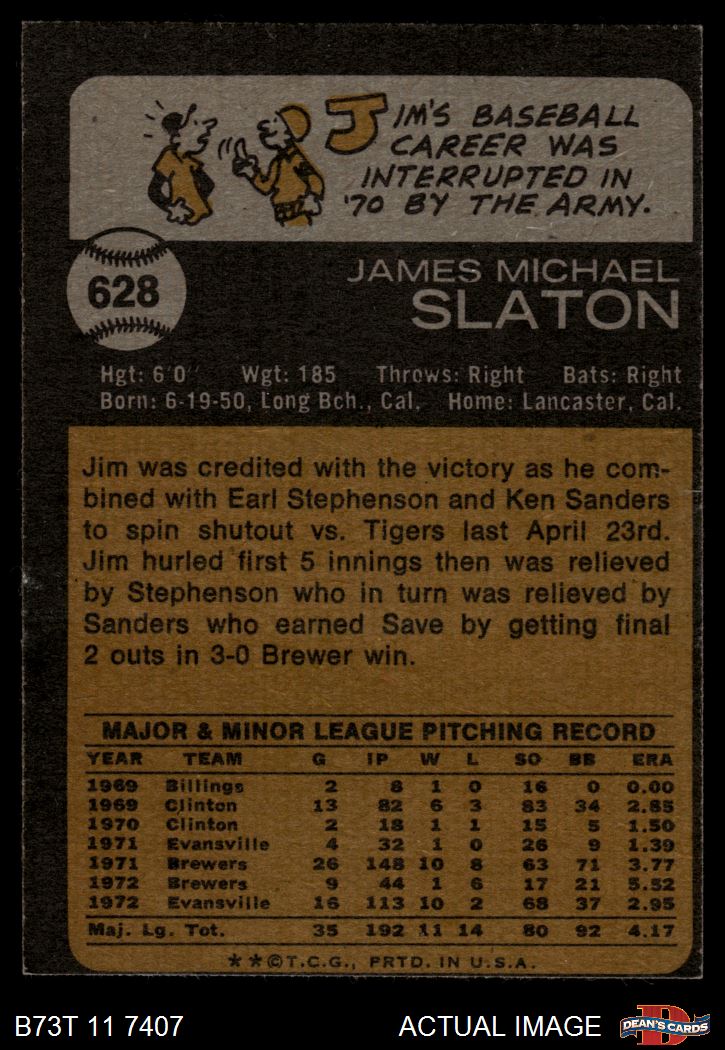 JIM'S BASEBALL
CAREER WAS
INTERRUPTED IN
'70 BY THE ARMY.
628
JAMES MICHAEL
SLATON
Hgt: 6'0" Wgt: 185 Throws: Right Bats: Right
Born: 6-19-50, Long Bch., Cal. Home: Lancaster, Cal.
Jim was credited with the victory as he com-
bined with Earl Stephenson and Ken Sanders
to spin shutout vs. Tigers last April 23rd.
Jim hurled first 5 innings then was relieved
by Stephenson who in turn was relieved by
Sanders who earned Save by getting final
2 outs in 3-0 Brewer win.
MAJOR & MINOR LEAGUE PITCHING RECORD
YEAR TEAM G IP W L SO BB ERA
1969 Billings 2 8 1 0 16 0 0.00
1969 Clinton 13 82 6 3 83 34 2.85
1970 Clinton 2 18 1 1 15 5 1.50
1971 Evansville 4 32 1 0 26 9 1.39
1971 Brewers 26 148 10 8 63 71 3.77
1972 Brewers 9 44 1 6 17 21 5.52
1972 Evansville 16 113 10 2 68 37 2.95
Maj. Lg. Tot. 35 192 11 14 80 92 4.17
**©T.C.G., PRTD. IN U.S.A.
B73T 11 7407 ACTUAL IMAGE DEAN'S CARDS